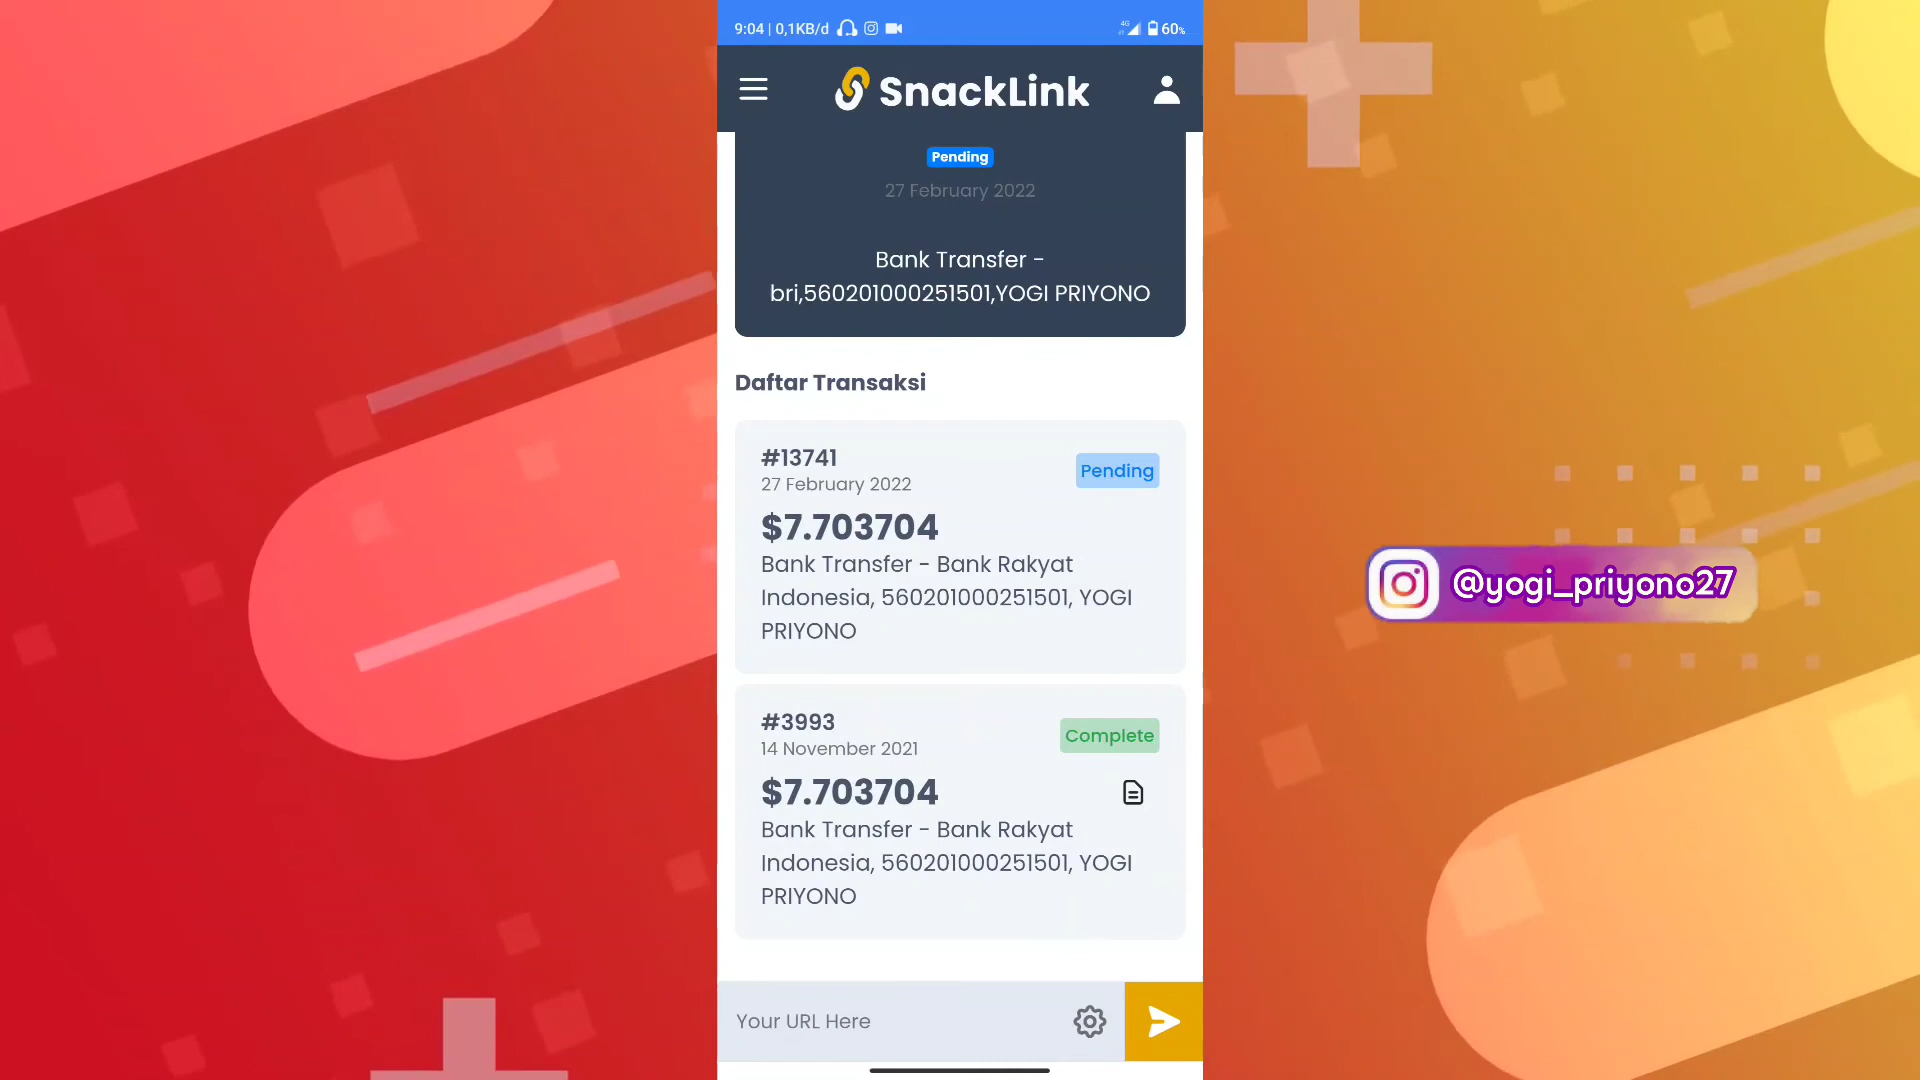 9:04 | 0,1KB/d
4G
60%
SnackLink
Pending
27 February 2022
Bank Transfer -
bri,560201000251501,YOGI PRIYONO
Daftar Transaksi
#13741
Pending
27 February 2022
$7.703704
Bank Transfer - Bank Rakyat
Indonesia, 560201000251501, YOGI
PRIYONO
#3993
Complete
14 November 2021
$7.703704
Bank Transfer - Bank Rakyat
Indonesia, 560201000251501, YOGI
PRIYONO
Your URL Here
@yogi_priyono27